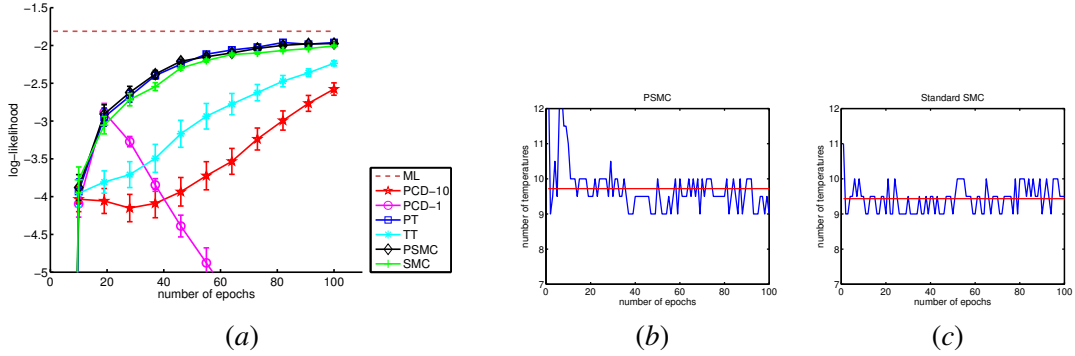 −1.5
−2
−2.5
−3
−3.5
−4
−4.5
−5
log−likelihood
0
20
40
60
80
100
number of epochs
ML
PCD−10
PCD−1
PT
TT
PSMC
SMC
(a)
PSMC
12
11
10
9
8
7
number of temperatures
0
20
40
60
80
100
number of epochs
(b)
Standard SMC
12
11
10
9
8
7
number of temperatures
0
20
40
60
80
100
number of epochs
(c)